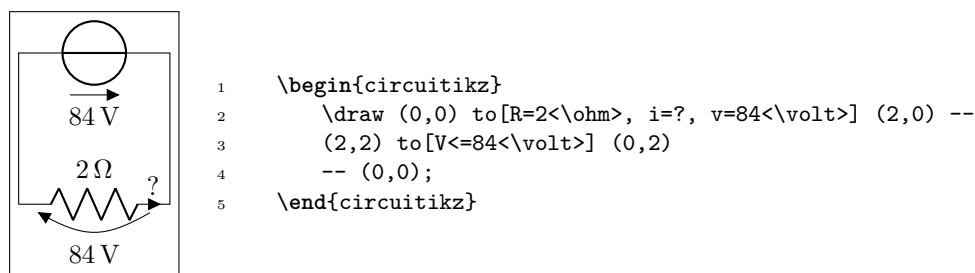 84 V
2 Ω
?
84 V
1 \begin{circuitikz}
2 \draw (0,0) to[R=2<\ohm>, i=?, v=84<\volt>] (2,0) --
3 (2,2) to[V<=84<\volt>] (0,2)
4 -- (0,0);
5 \end{circuitikz}